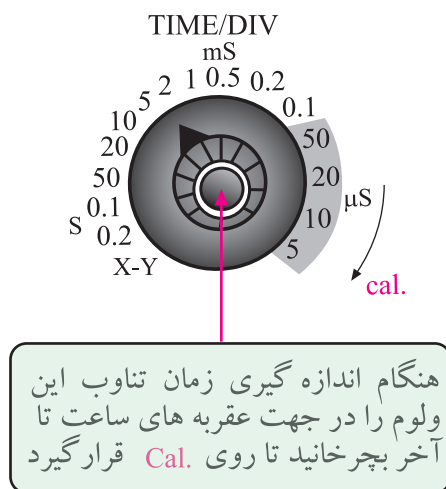 TIME/DIV
mS
0.5
1
2
5
10
20
50
0.1
S
0.2
X-Y
0.2
0.1
50
20
µS
10
5
cal.
هنگام اندازه گیری زمان تناوب این
ولوم را در جهت عقربه های ساعت تا
آخر بچرخانید تا روی Cal. قرار گیرد